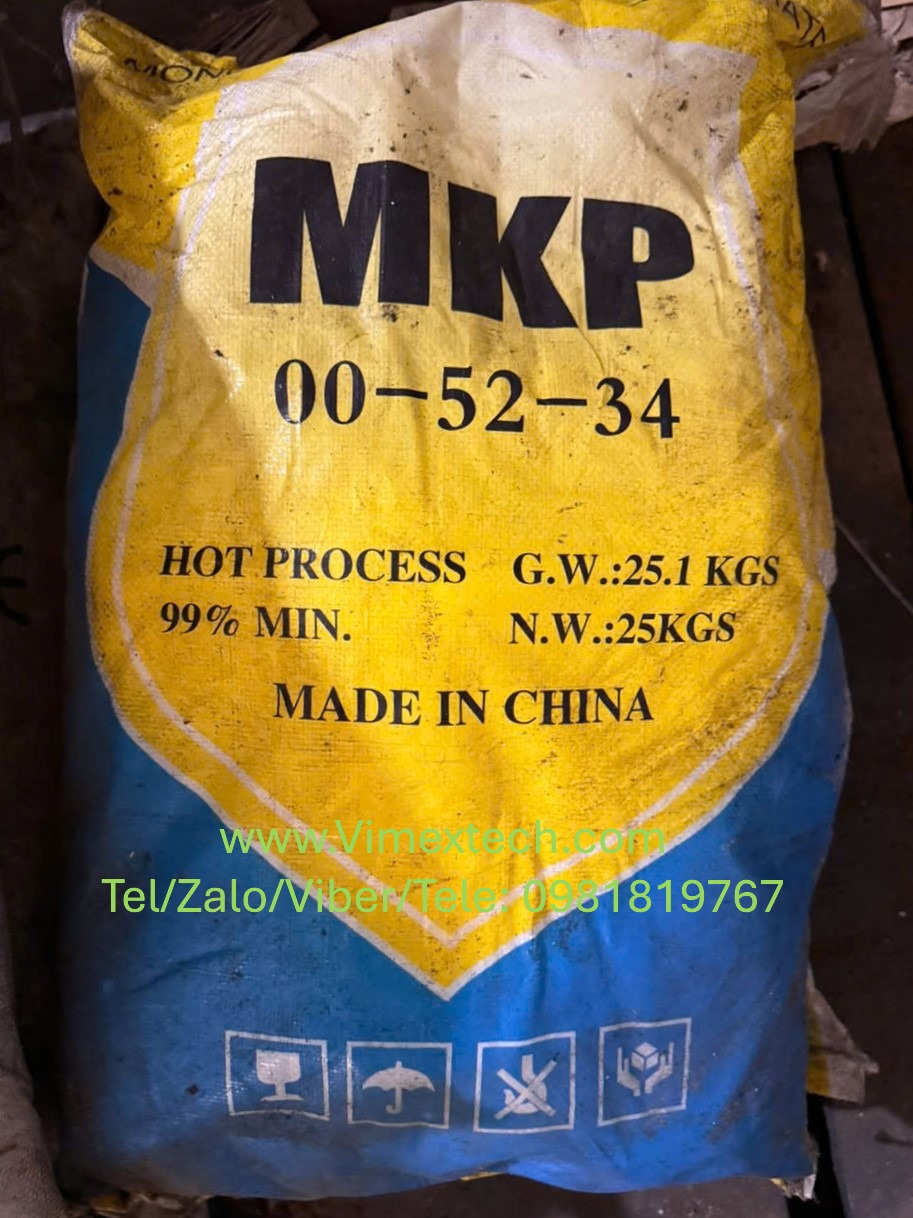 MKP
00-52-34
HOT PROCESS G.W.:25.1 KGS
99% MIN. N.W.:25KGS
MADE IN CHINA
www.Vimextech.com
Tel/Zalo/Viber/Tele: 0981819767